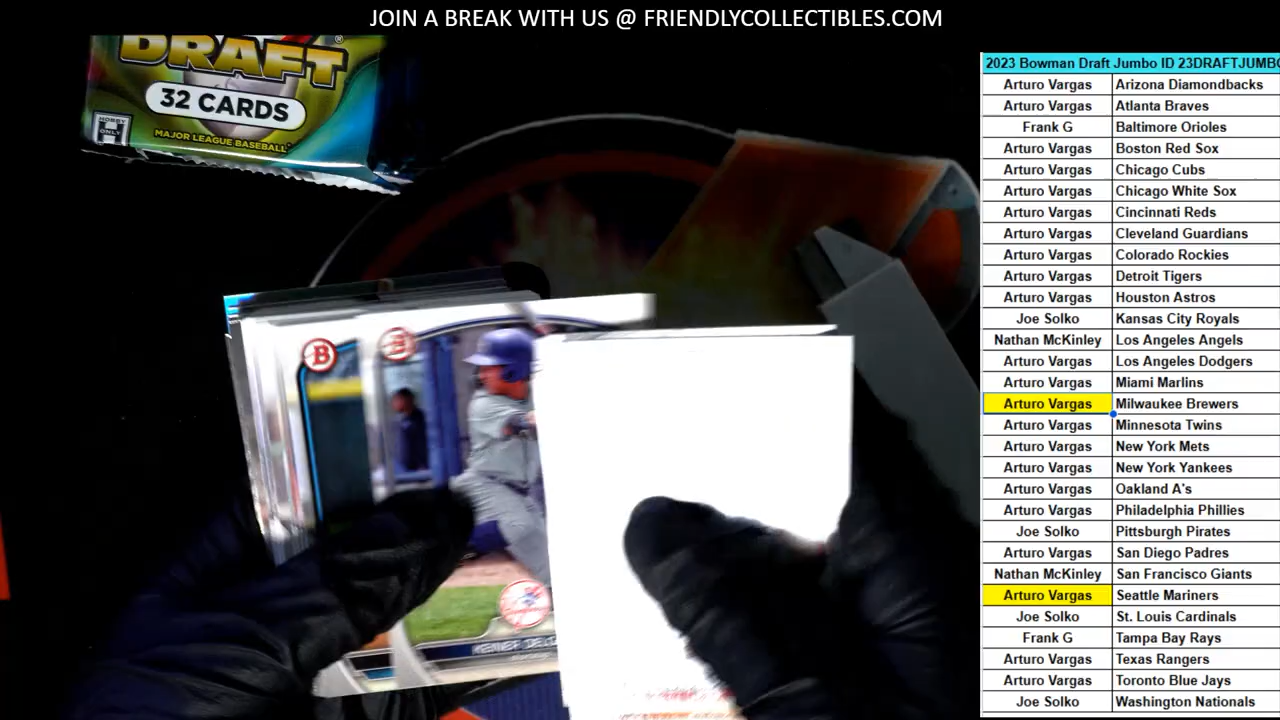 JOIN A BREAK WITH US @ FRIENDLYCOLLECTIBLES.COM
DRAFT
®
32 CARDS
HOBBY
H
ONLY
MAJOR LEAGUE BASEBALL
B
B
2023 Bowman Draft Jumbo ID 23DRAFTJUMBO
Arturo Vargas Arizona Diamondbacks
Arturo Vargas Atlanta Braves
Frank G Baltimore Orioles
Arturo Vargas Boston Red Sox
Arturo Vargas Chicago Cubs
Arturo Vargas Chicago White Sox
Arturo Vargas Cincinnati Reds
Arturo Vargas Cleveland Guardians
Arturo Vargas Colorado Rockies
Arturo Vargas Detroit Tigers
Arturo Vargas Houston Astros
Joe Solko Kansas City Royals
Nathan McKinley Los Angeles Angels
Arturo Vargas Los Angeles Dodgers
Arturo Vargas Miami Marlins
Arturo Vargas Milwaukee Brewers
Arturo Vargas Minnesota Twins
Arturo Vargas New York Mets
Arturo Vargas New York Yankees
Arturo Vargas Oakland A's
Arturo Vargas Philadelphia Phillies
Joe Solko Pittsburgh Pirates
Arturo Vargas San Diego Padres
Nathan McKinley San Francisco Giants
Arturo Vargas Seattle Mariners
Joe Solko St. Louis Cardinals
Frank G Tampa Bay Rays
Arturo Vargas Texas Rangers
Arturo Vargas Toronto Blue Jays
Joe Solko Washington Nationals